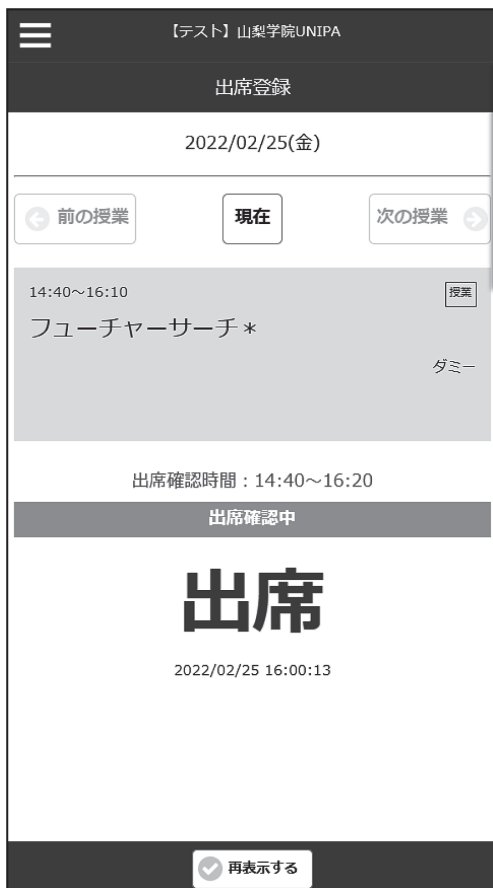 【テスト】山梨学院UNIPA
出席登録
2022/02/25(金)
前の授業 現在 次の授業
14:40～16:10 授業
フューチャーサーチ＊
ダミー
出席確認時間：14:40～16:20
出席確認中
出席
2022/02/25 16:00:13
再表示する